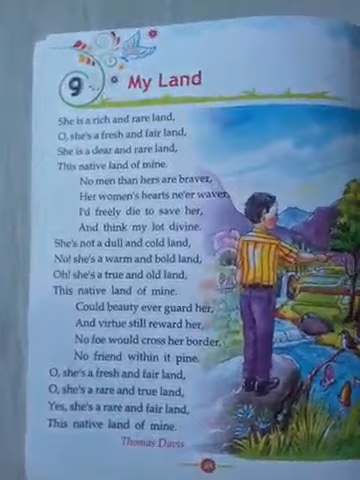 9
My Land
She is a rich and rare land,
O, she's a fresh and fair land,
She is a dear and rare land,
This native land of mine.
No men than hers are braver,
Her women's hearts ne'er waver,
I'd freely die to save her,
And think my lot divine.
She's not a dull and cold land,
No! she's a warm and bold land,
Oh! she's a true and old land,
This native land of mine.
Could beauty ever guard her,
And virtue still reward her,
No foe would cross her border,
No friend within it pine.
O, she's a fresh and fair land,
O, she's a rare and true land,
Yes, she's a rare and fair land,
This native land of mine.
Thomas Davis